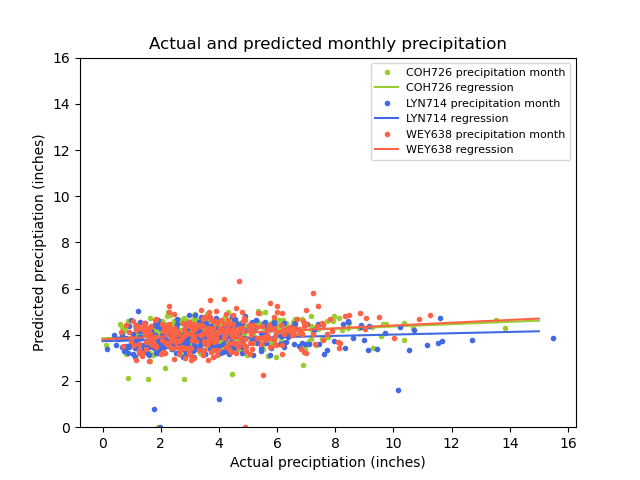 Actual and predicted monthly precipitation
COH726 precipitation month
COH726 regression
LYN714 precipitation month
LYN714 regression
WEY638 precipitation month
WEY638 regression
16
14
12
10
8
6
4
2
0
Predicted preciptiation (inches)
0 2 4 6 8 10 12 14 16
Actual preciptiation (inches)